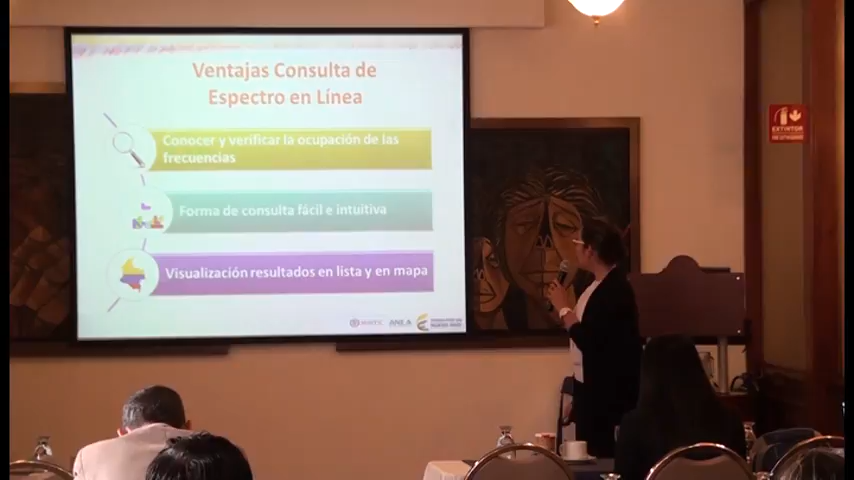 Ventajas Consulta de
Espectro en Línea
Conocer y verificar la ocupación de las
frecuencias
Forma de consulta fácil e intuitiva
Visualización resultados en lista y en mapa
ANE
EXTINTOR